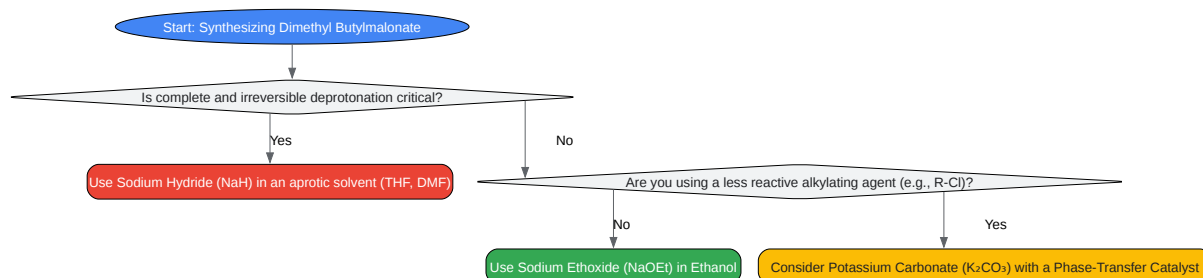 Start: Synthesizing Dimethyl Butylmalonate
Is complete and irreversible deprotonation critical?
Yes
No
Use Sodium Hydride (NaH) in an aprotic solvent (THF, DMF)
Are you using a less reactive alkylating agent (e.g., R-Cl)?
No
Yes
Use Sodium Ethoxide (NaOEt) in Ethanol
Consider Potassium Carbonate (K₂CO₃) with a Phase-Transfer Catalyst